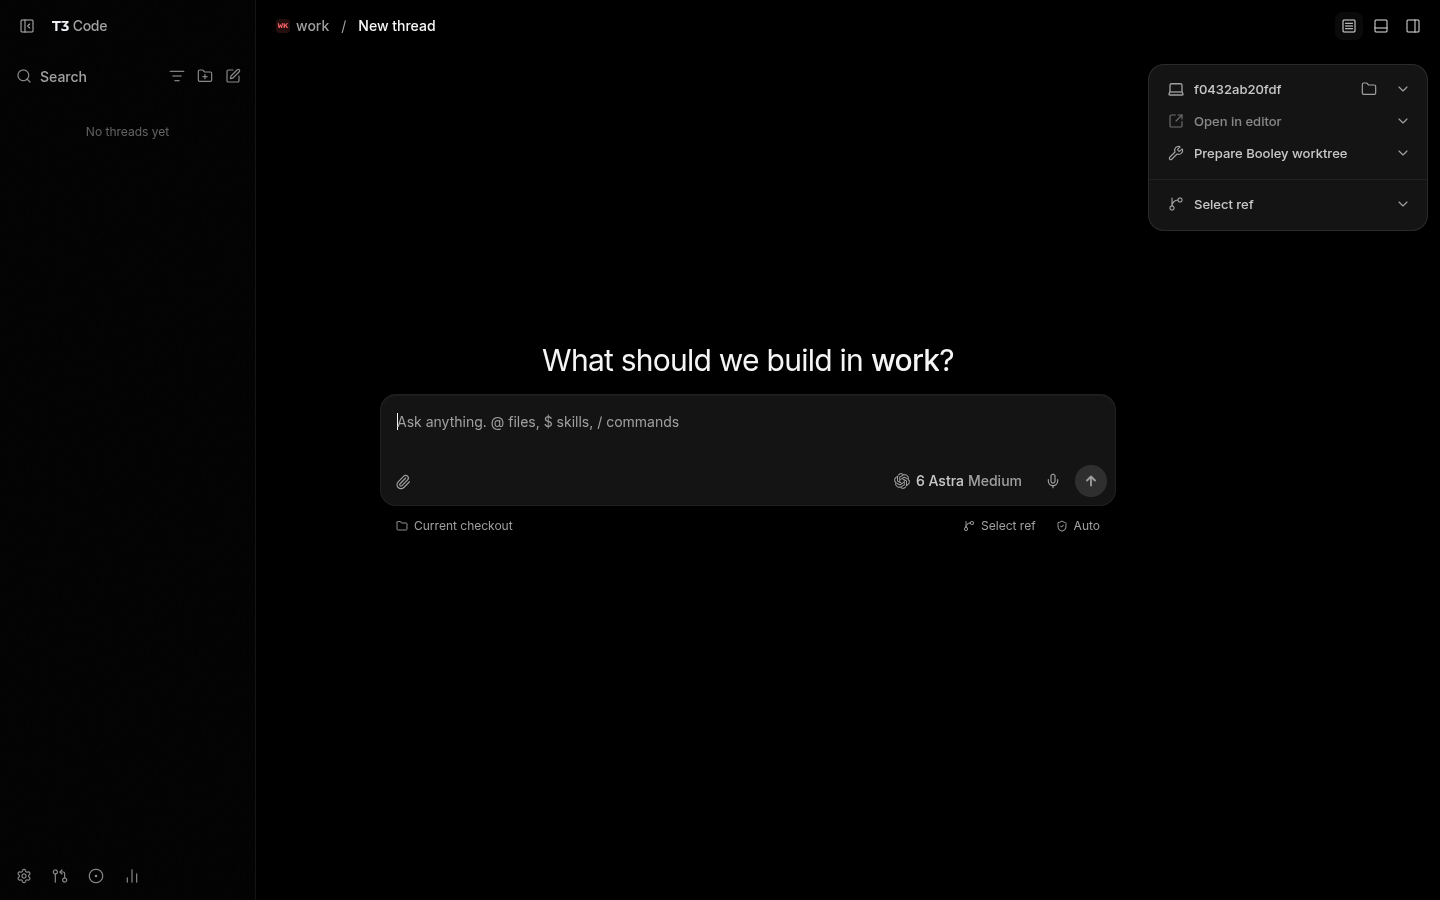 T3 Code
Search
No threads yet
WK work / New thread
f0432ab20fdf
Open in editor
Prepare Booley worktree
Select ref
What should we build in work?
Ask anything. @ files, $ skills, / commands
6 Astra Medium
Current checkout
Select ref
Auto